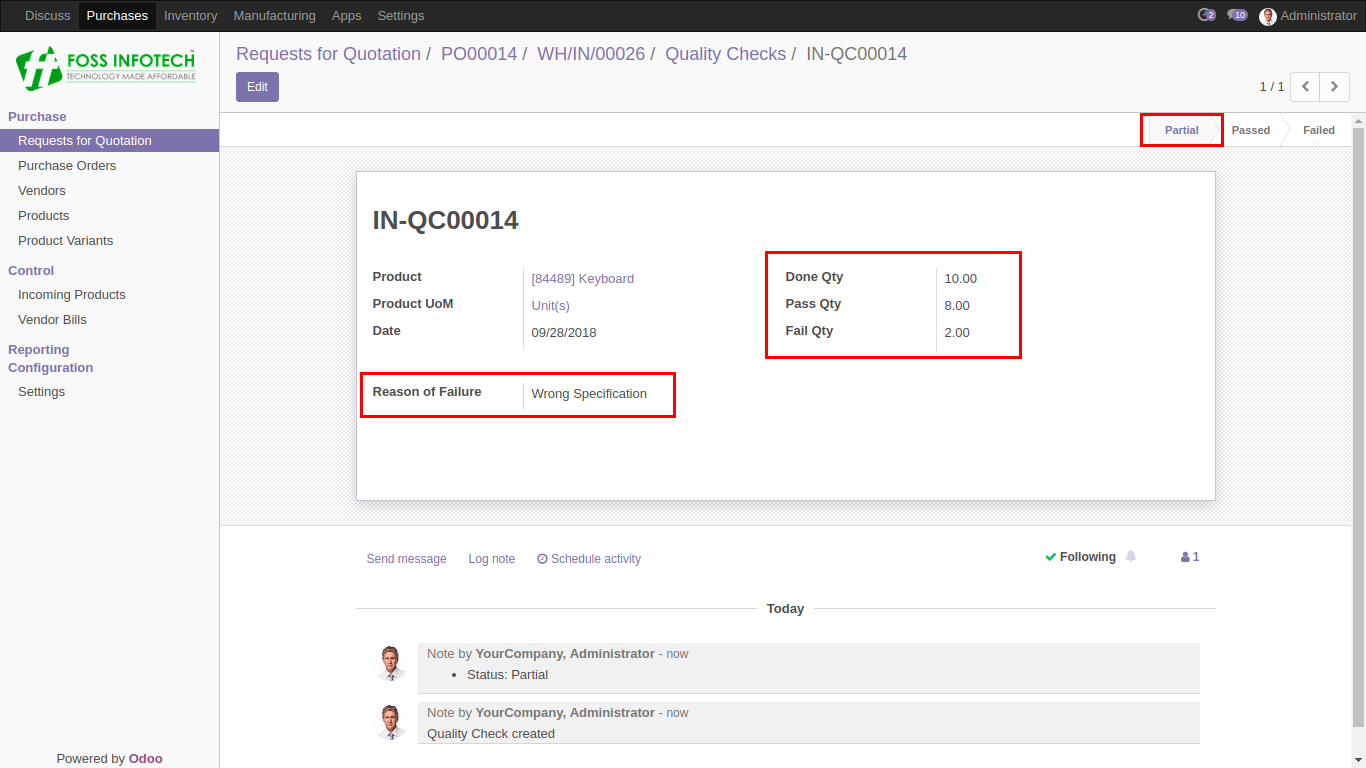 Discuss Purchases Inventory Manufacturing Apps Settings 2 10 Administrator
FOSS INFOTECH™
TECHNOLOGY MADE AFFORDABLE
Purchase
Requests for Quotation
Purchase Orders
Vendors
Products
Product Variants
Control
Incoming Products
Vendor Bills
Reporting
Configuration
Settings
Powered by Odoo
Requests for Quotation / PO00014 / WH/IN/00026 / Quality Checks / IN-QC00014
Edit 1 / 1
Partial Passed Failed
IN-QC00014
Product [84489] Keyboard Done Qty 10.00
Product UoM Unit(s) Pass Qty 8.00
Date 09/28/2018 Fail Qty 2.00
Reason of Failure Wrong Specification
Send message Log note Schedule activity Following 1
Today
Note by YourCompany, Administrator - now
• Status: Partial
Note by YourCompany, Administrator - now
Quality Check created